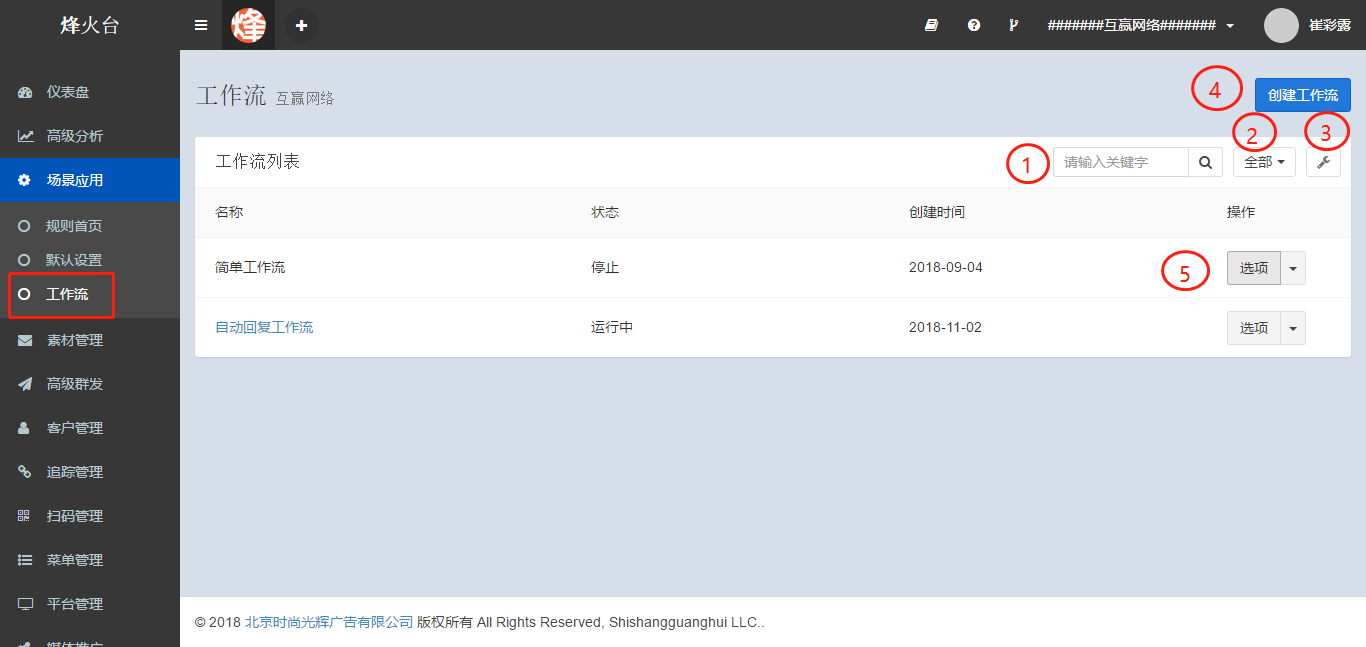 烽火台
烽
#######互赢网络#######
崔彩露
仪表盘
高级分析
场景应用
规则首页
默认设置
工作流
素材管理
高级群发
客户管理
追踪管理
扫码管理
菜单管理
平台管理
媒体推广
工作流 互赢网络
4
创建工作流
工作流列表
1
请输入关键字
2
全部
3
名称 状态 创建时间 操作
简单工作流 停止 2018-09-04 5 选项
自动回复工作流 运行中 2018-11-02 选项
© 2018 北京时尚光辉广告有限公司 版权所有 All Rights Reserved, Shishangguanghui LLC..